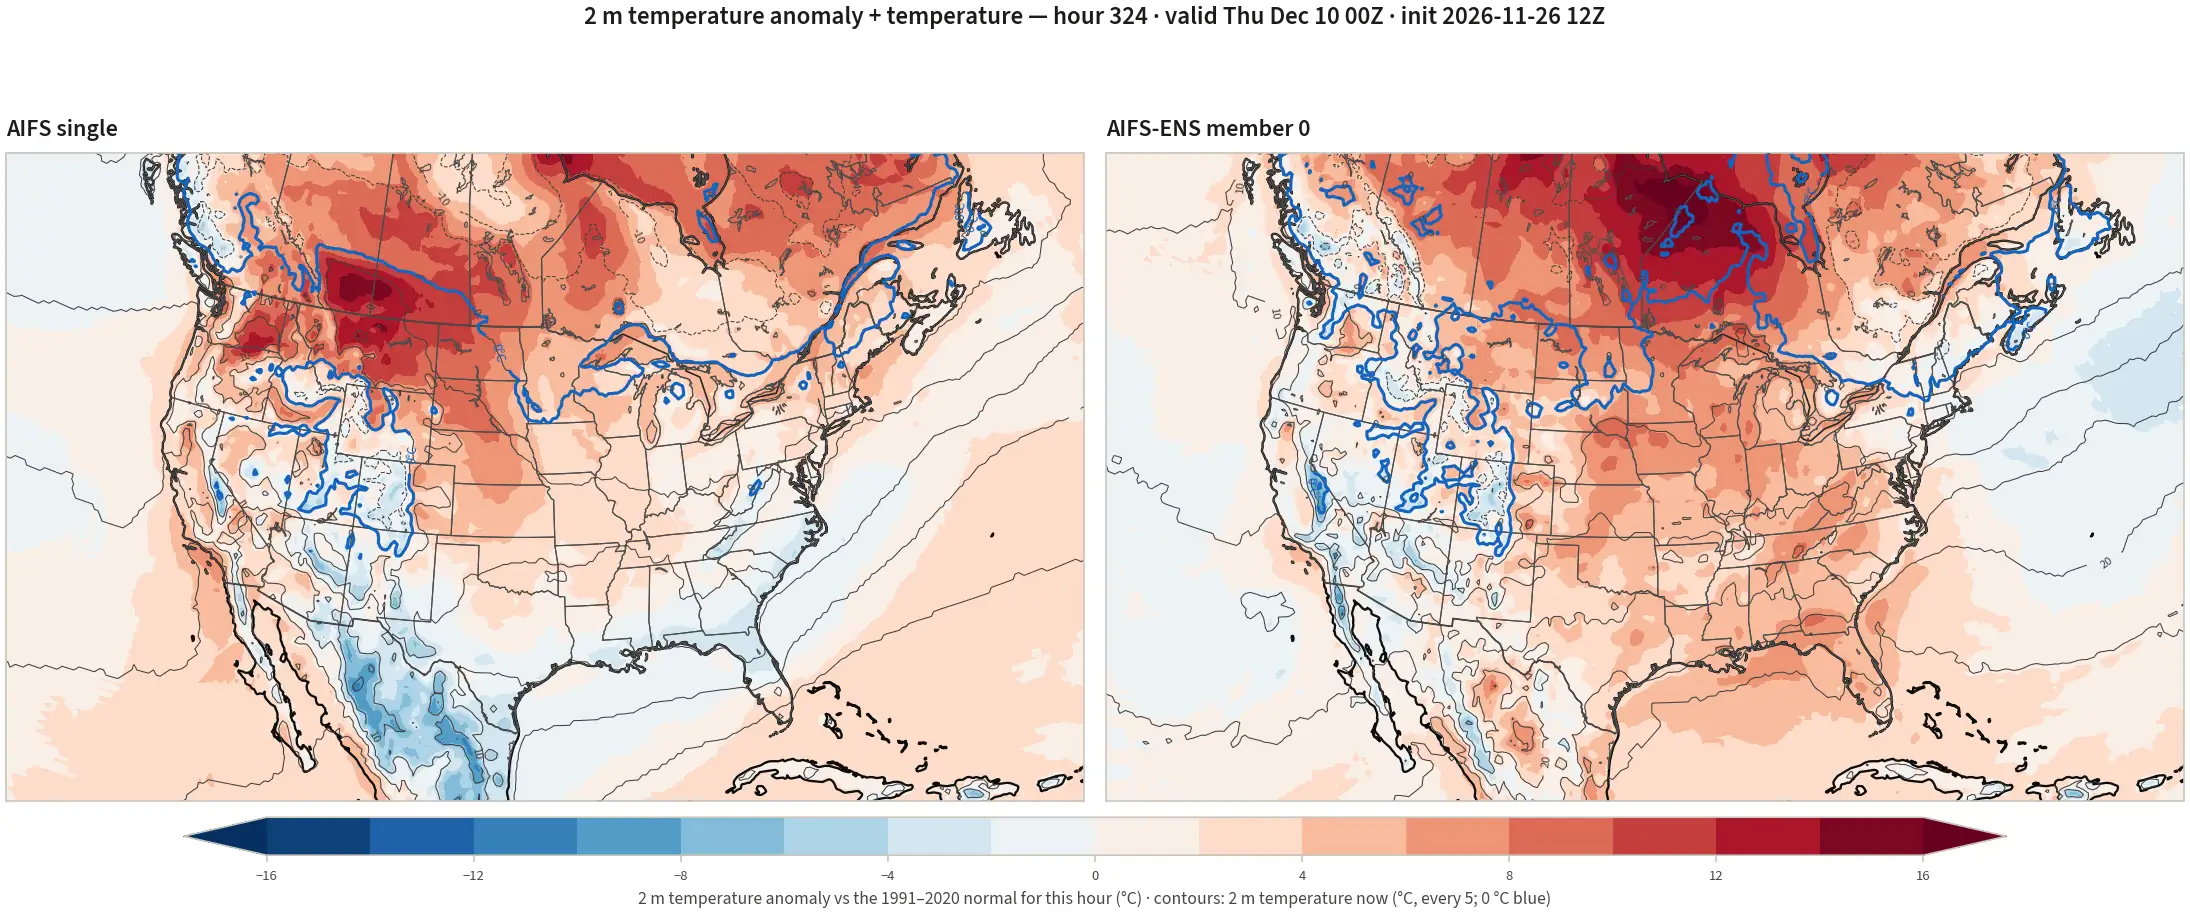 2 m temperature anomaly + temperature — hour 324 · valid Thu Dec 10 00Z · init 2026-11-26 12Z
AIFS single
AIFS-ENS member 0
20
−16 −12 −8 −4 0 4 8 12 16
2 m temperature anomaly vs the 1991–2020 normal for this hour (°C) · contours: 2 m temperature now (°C, every 5; 0 °C blue)